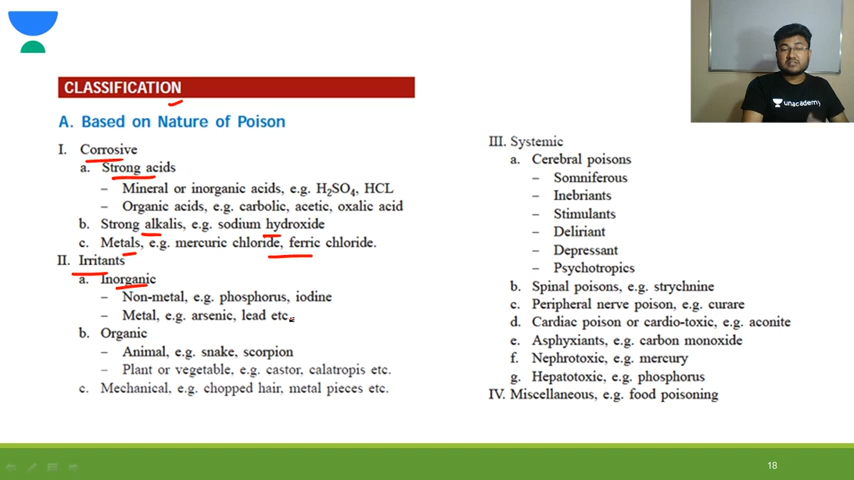 CLASSIFICATION
A. Based on Nature of Poison
I. Corrosive
a. Strong acids
– Mineral or inorganic acids, e.g. H₂SO₄, HCL
– Organic acids, e.g. carbolic, acetic, oxalic acid
b. Strong alkalis, e.g. sodium hydroxide
c. Metals, e.g. mercuric chloride, ferric chloride.
II. Irritants
a. Inorganic
– Non-metal, e.g. phosphorus, iodine
– Metal, e.g. arsenic, lead etc.
b. Organic
– Animal, e.g. snake, scorpion
– Plant or vegetable, e.g. castor, calatropis etc.
c. Mechanical, e.g. chopped hair, metal pieces etc.
III. Systemic
a. Cerebral poisons
– Somniferous
– Inebriants
– Stimulants
– Deliriant
– Depressant
– Psychotropics
b. Spinal poisons, e.g. strychnine
c. Peripheral nerve poison, e.g. curare
d. Cardiac poison or cardio-toxic, e.g. aconite
e. Asphyxiants, e.g. carbon monoxide
f. Nephrotoxic, e.g. mercury
g. Hepatotoxic, e.g. phosphorus
IV. Miscellaneous, e.g. food poisoning
unacademy
18